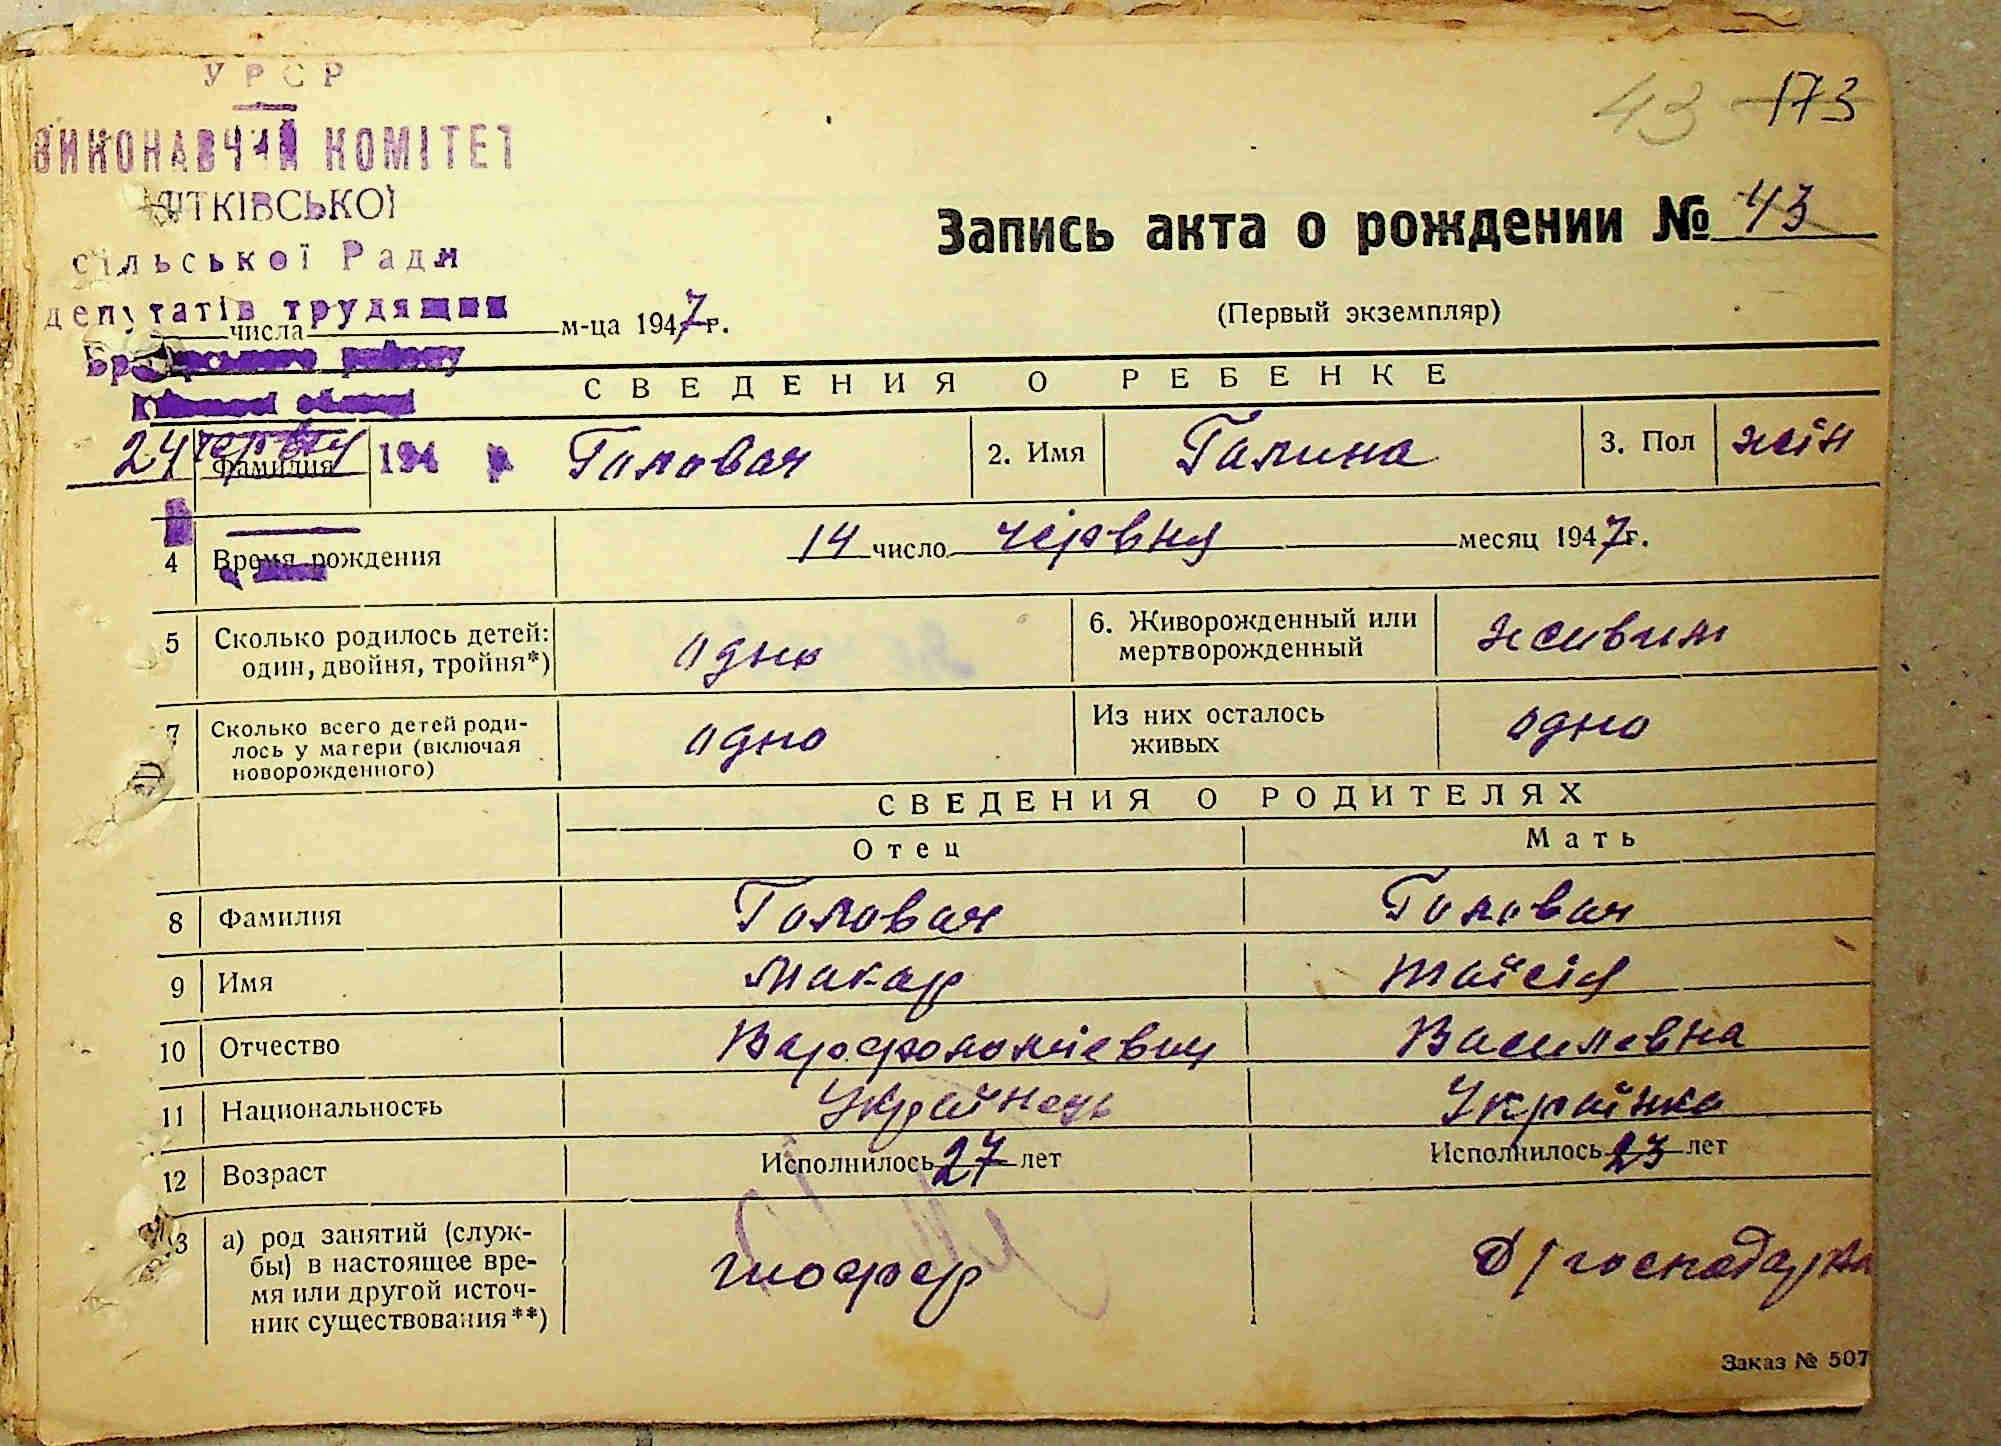 УРСР
ВИКОНАВЧИЙ КОМІТЕТ
ІТКІВСЬКОЇ
сільської Ради
депутатів трудящих
43 173
Запись акта о рождении № 43
(Первый экземпляр)
числа м-ца 1947 г.
СВЕДЕНИЯ О РЕБЕНКЕ
24 червня 194
Фамилия Головач 2. Имя Галина 3. Пол жін
4 Время рождения 14 число червня месяц 1947 г.
5 Сколько родилось детей: один, двойня, тройня*) одно 6. Живорожденный или мертворожденный живим
7 Сколько всего детей родилось у матери (включая новорожденного) одно Из них осталось живых одно
СВЕДЕНИЯ О РОДИТЕЛЯХ
Отец Мать
8 Фамилия Головач Головач
9 Имя Макар Таїсія
10 Отчество Варфоломієвич Василевна
11 Национальность Українець Українка
12 Возраст Исполнилось 27 лет Исполнилось 23 лет
3 а) род занятий (службы) в настоящее время или другой источник существования**) шофер д/господарка
Заказ № 507